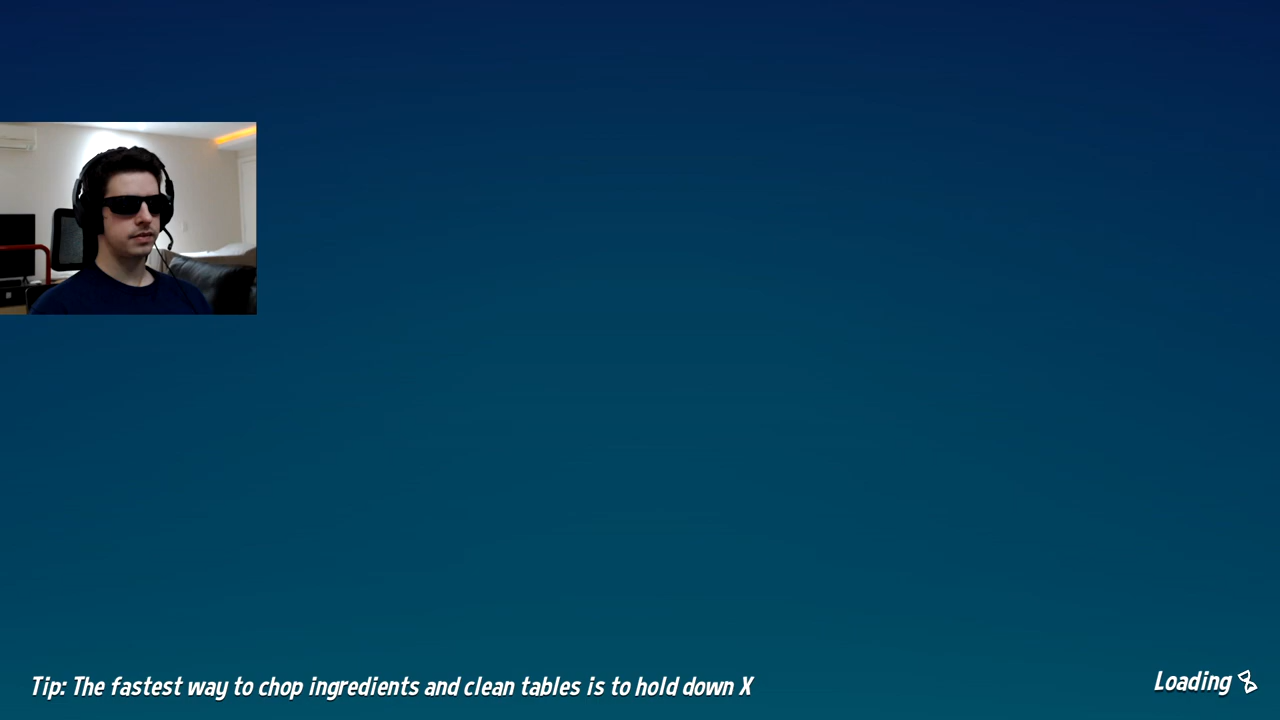 Tip: The fastest way to chop ingredients and clean tables is to hold down X
Loading